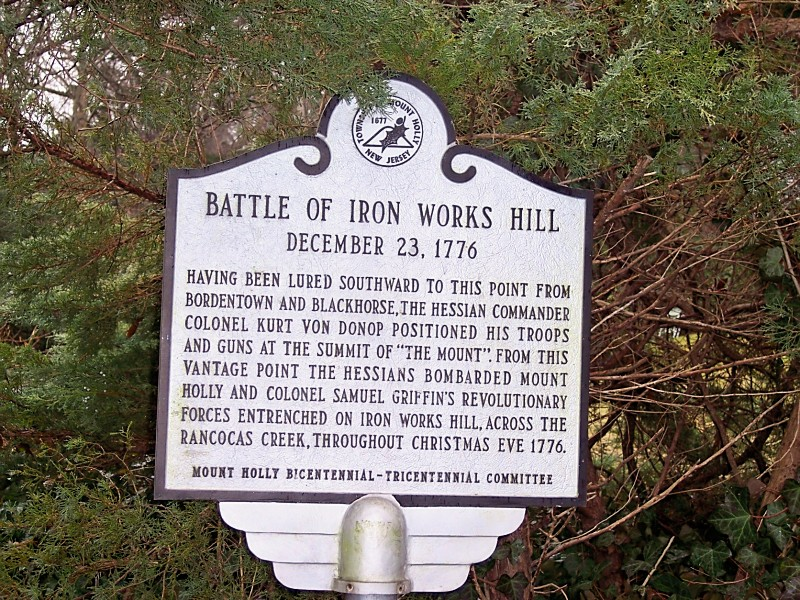 TOWNSHIP MOUNT HOLLY
1677
NEW JERSEY
BATTLE OF IRON WORKS HILL
DECEMBER 23, 1776
HAVING BEEN LURED SOUTHWARD TO THIS POINT FROM
BORDENTOWN AND BLACKHORSE, THE HESSIAN COMMANDER
COLONEL KURT VON DONOP POSITIONED HIS TROOPS
AND GUNS AT THE SUMMIT OF "THE MOUNT". FROM THIS
VANTAGE POINT THE HESSIANS BOMBARDED MOUNT
HOLLY AND COLONEL SAMUEL GRIFFIN'S REVOLUTIONARY
FORCES ENTRENCHED ON IRON WORKS HILL, ACROSS THE
RANCOCAS CREEK, THROUGHOUT CHRISTMAS EVE 1776.
MOUNT HOLLY BICENTENNIAL-TRICENTENNIAL COMMITTEE